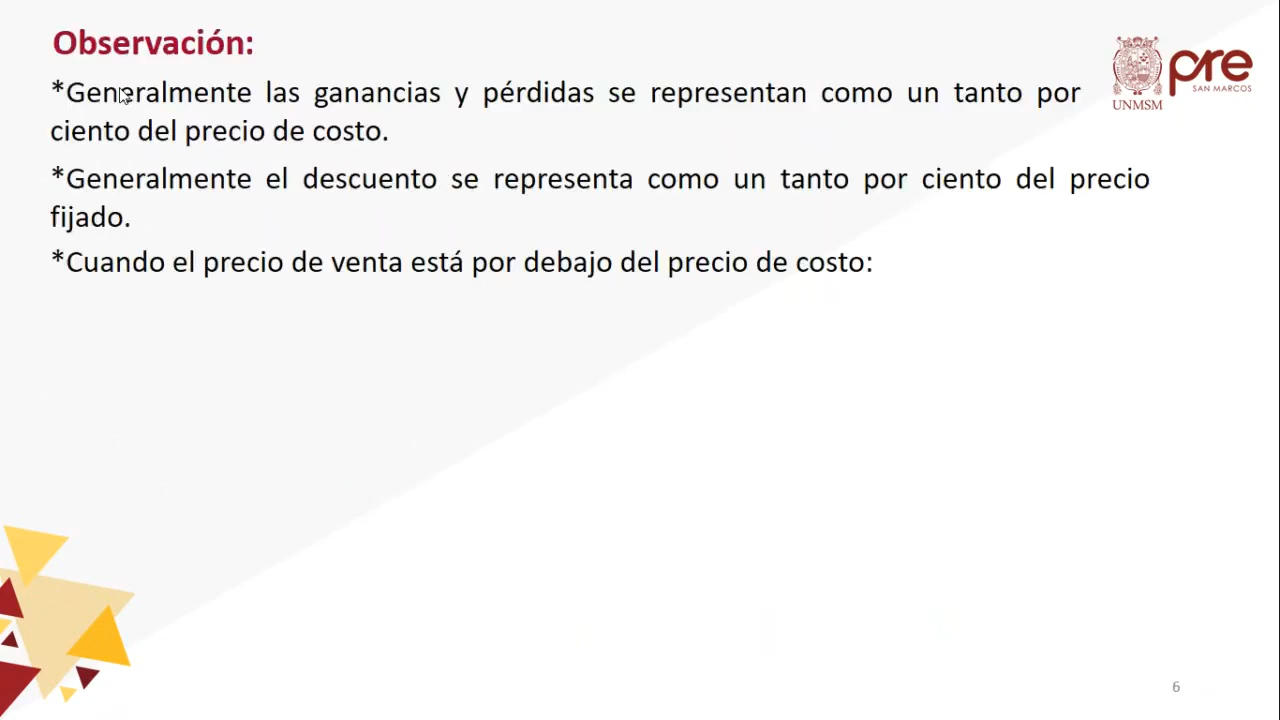 Observación:
*Generalmente las ganancias y pérdidas se representan como un tanto por
ciento del precio de costo.
*Generalmente el descuento se representa como un tanto por ciento del precio
fijado.
*Cuando el precio de venta está por debajo del precio de costo:
UNMSM
pre
SAN MARCOS
6